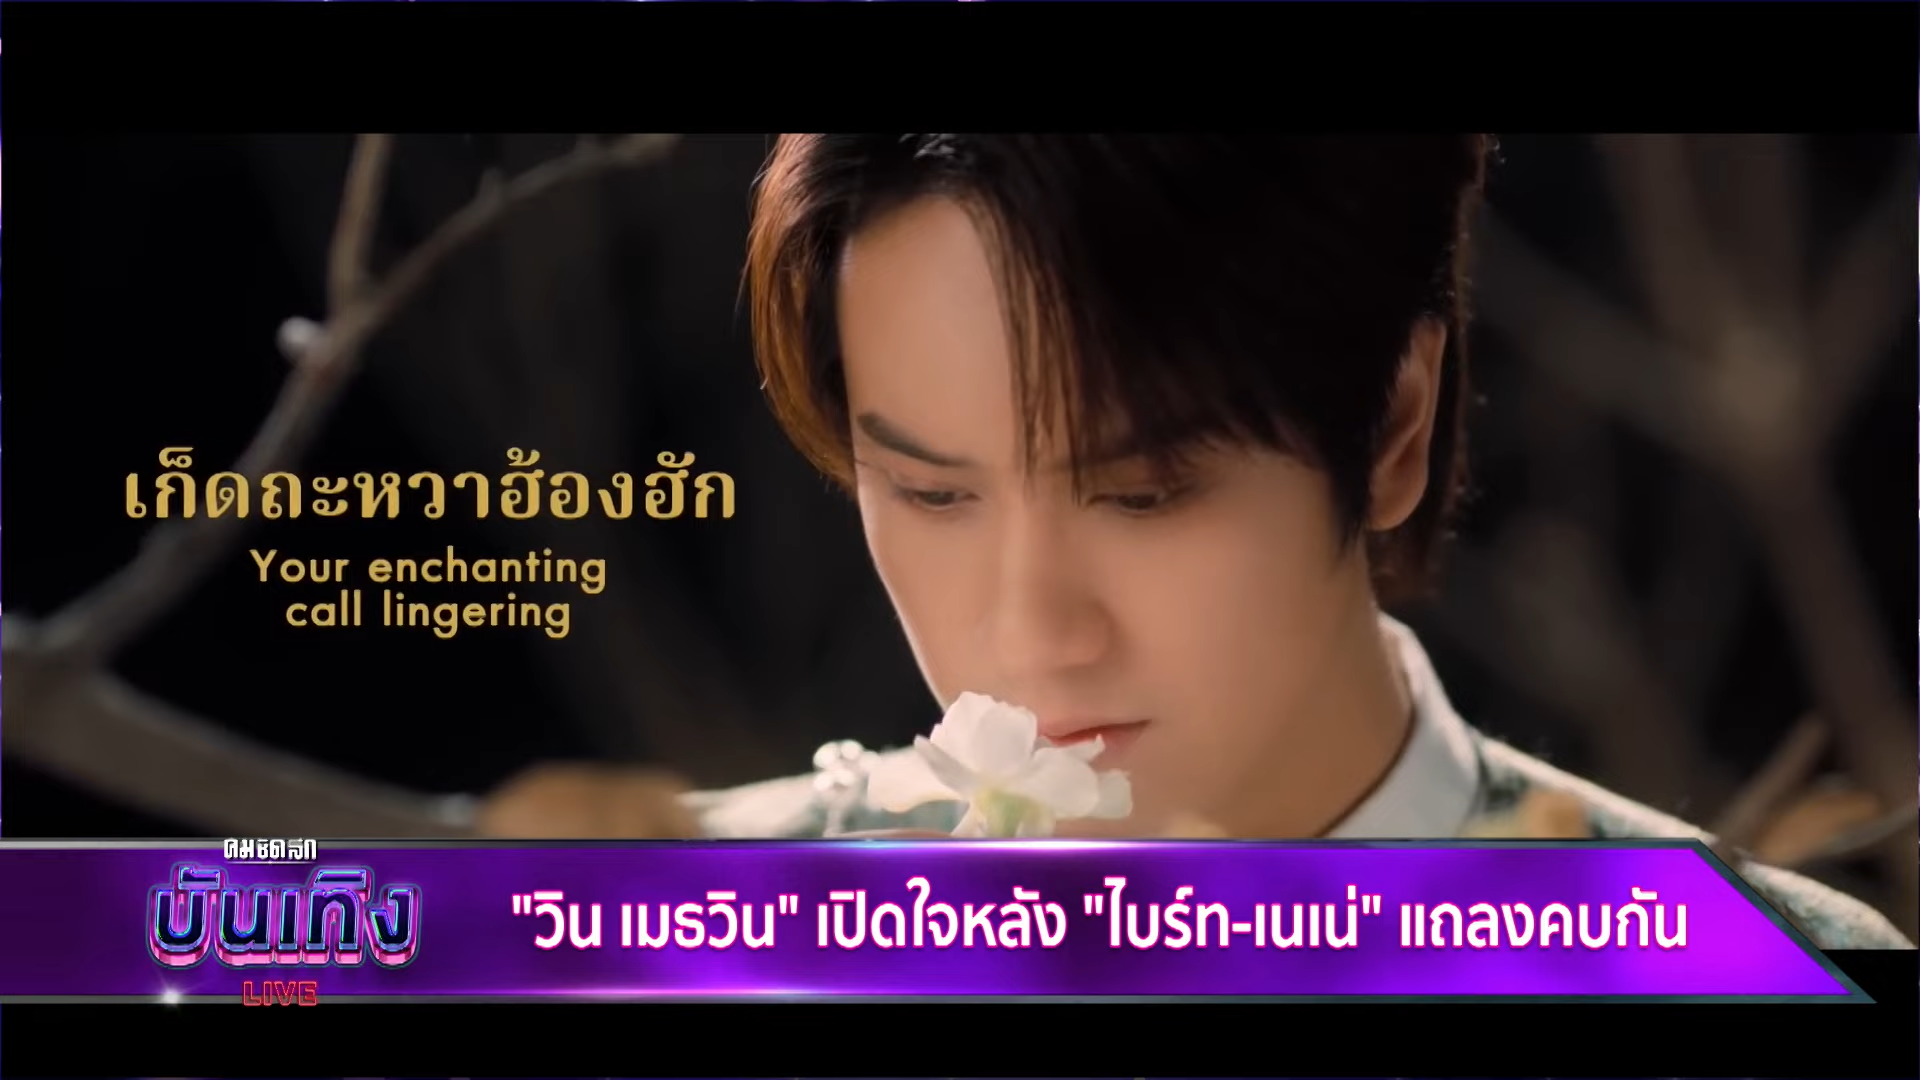 เก็ดถะหวาฮ้องฮัก
Your enchanting
call lingering
คมชัดลึก
บันเทิง
LIVE
"วิน เมธวิน" เปิดใจหลัง "ไบร์ท-เนเน่" แถลงคบกัน